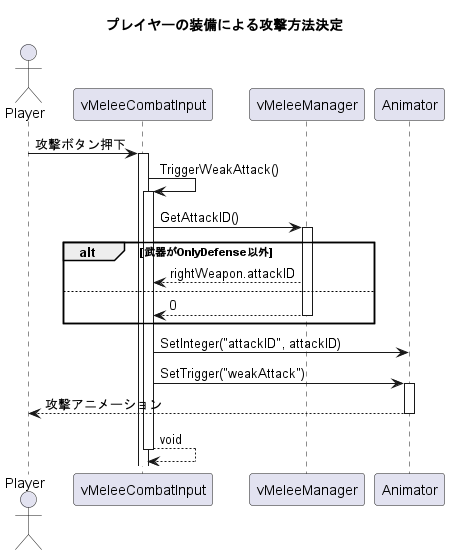 プレイヤーの装備による攻撃方法決定
Player
vMeleeCombatInput
vMeleeManager
Animator
攻撃ボタン押下
TriggerWeakAttack()
GetAttackID()
alt
[武器がOnlyDefense以外]
rightWeapon.attackID
0
SetInteger("attackID", attackID)
SetTrigger("weakAttack")
攻撃アニメーション
void
Player
vMeleeCombatInput
vMeleeManager
Animator